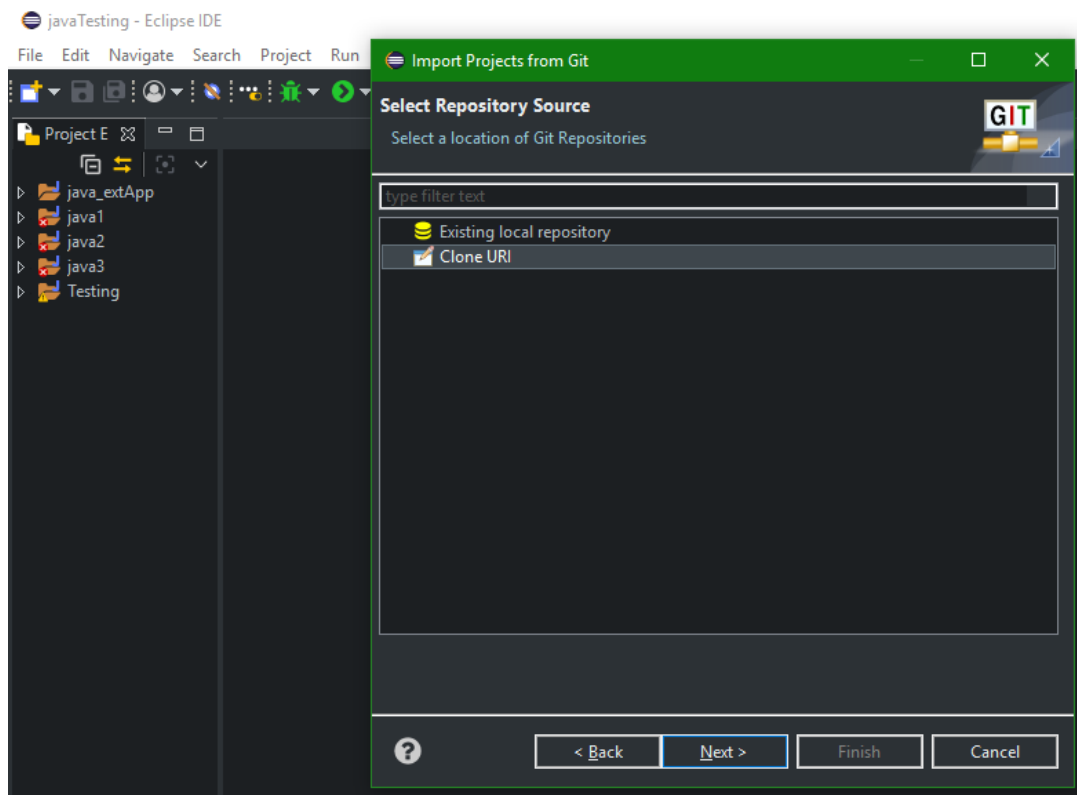 javaTesting - Eclipse IDE
File Edit Navigate Search Project Run
Import Projects from Git
Select Repository Source
Select a location of Git Repositories
GIT
Project E
type filter text
java_extApp
java1
java2
java3
Testing
Existing local repository
Clone URI
?
< Back
Next >
Finish
Cancel